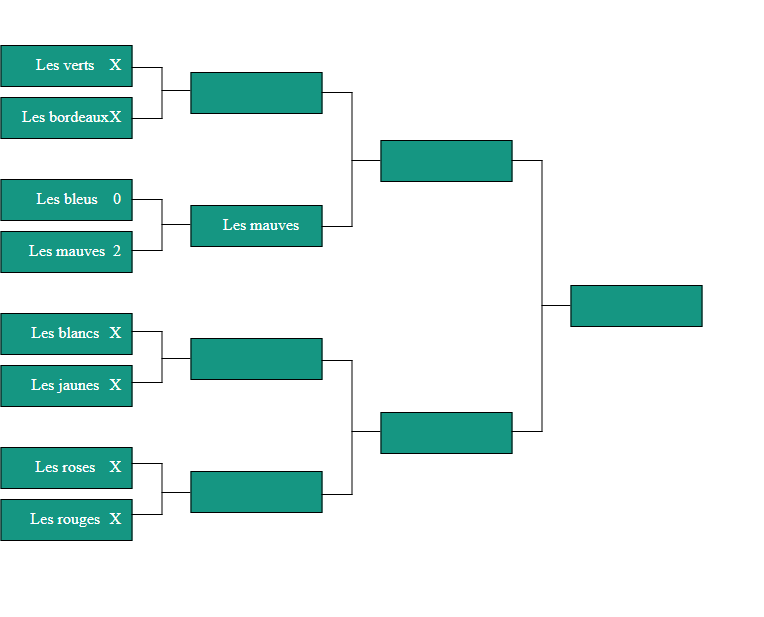 Les verts X
Les bordeauxX
Les bleus 0
Les mauves 2
Les mauves
Les blancs X
Les jaunes X
Les roses X
Les rouges X